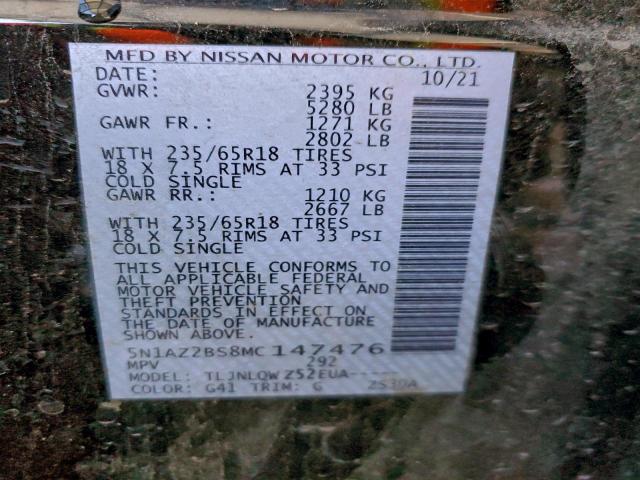 MFD BY NISSAN MOTOR CO., LTD.
DATE: 10/21
GVWR: 2395 KG
5280 LB
GAWR FR.: 1271 KG
2802 LB
WITH 235/65R18 TIRES
18 X 7.5 RIMS AT 33 PSI
COLD SINGLE
GAWR RR.: 1210 KG
2667 LB
WITH 235/65R18 TIRES
18 X 7.5 RIMS AT 33 PSI
COLD SINGLE
THIS VEHICLE CONFORMS TO
ALL APPLICABLE FEDERAL
MOTOR VEHICLE SAFETY AND
THEFT PREVENTION
STANDARDS IN EFFECT ON
THE DATE OF MANUFACTURE
SHOWN ABOVE.
5N1AZ2BS8MC147476
MPV 292
MODEL: TLJNLQWZ52EUA-----
COLOR: G41 TRIM: G ZS30A